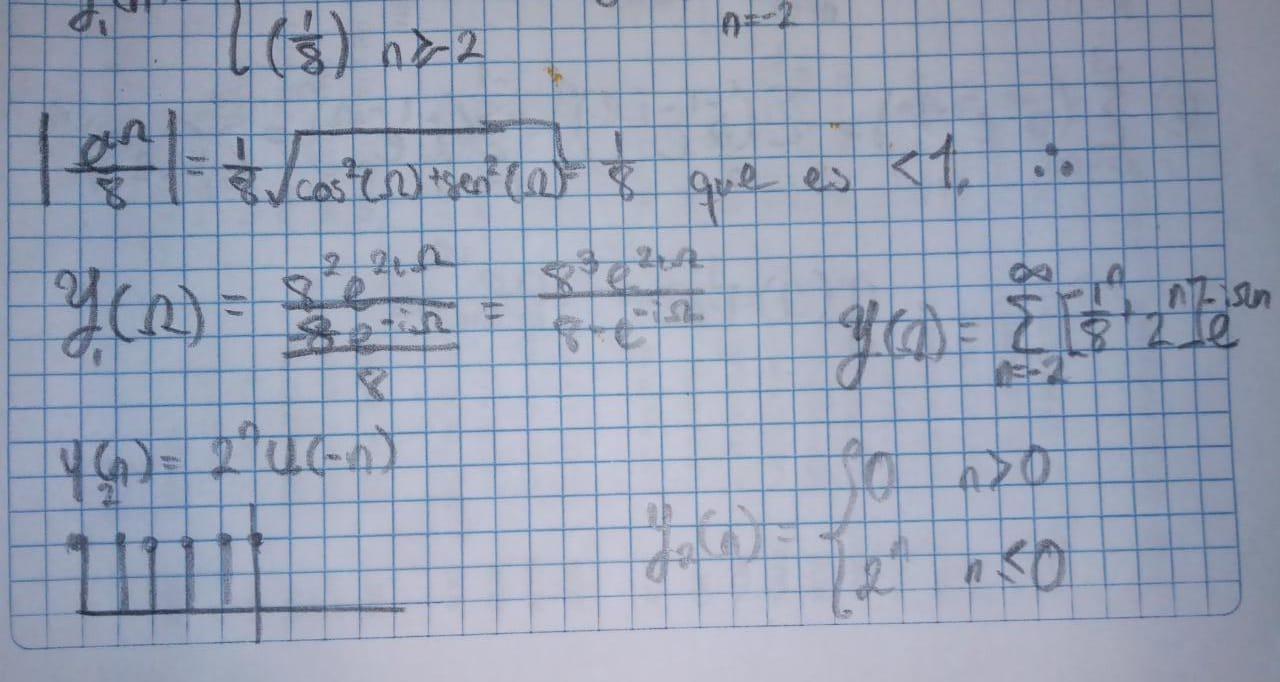 (1/8) n ≥ -2
n=-2
|e^Ω/8| = 1/8 √(cos²(Ω)+sen²(Ω)) = 1/8 que es <1. ∴
Y₁(Ω) = (8² e^{2iΩ})/((8 e^{-iΩ})/8) = (8³ e^{2iΩ})/(8-e^{-iΩ})
y(Ω) = ∞ Σ n=-2 [1/8^n + 2^n] e^{-iΩn}
y₂(n) = 2^n u(-n)
y₂(n) = { 0 n>0
2^n n≤0